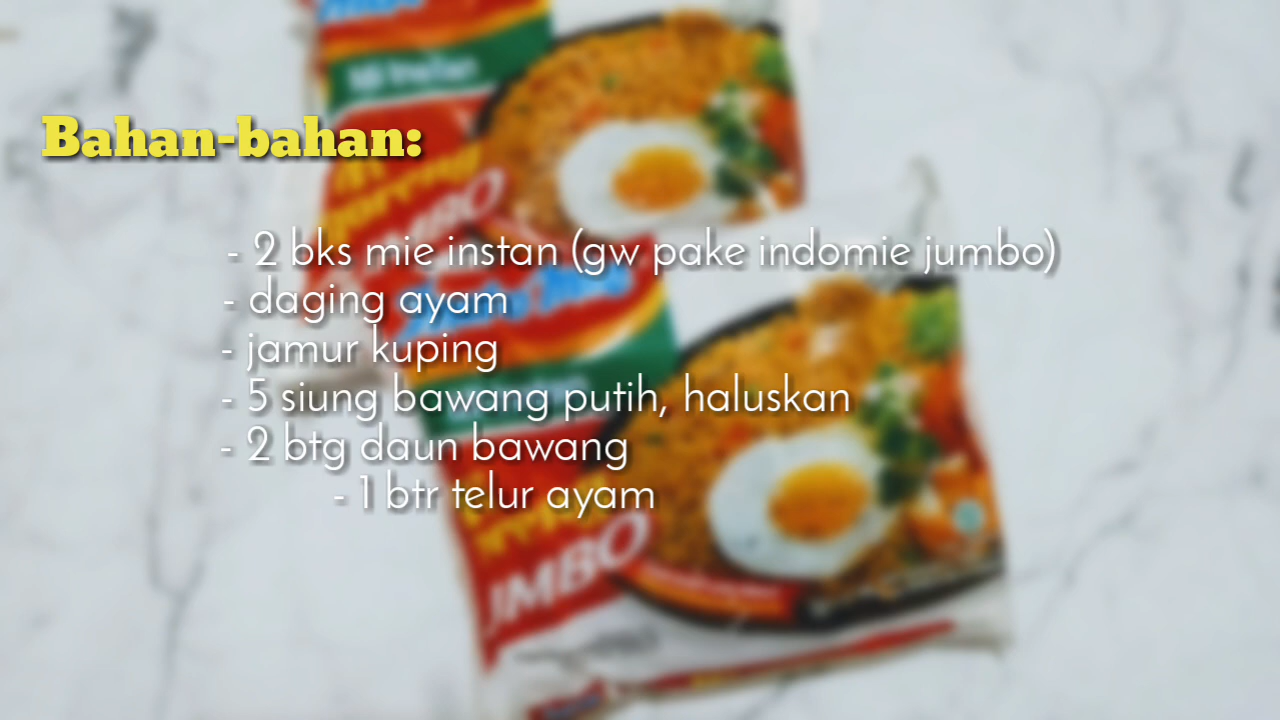 Bahan-bahan:
- 2 bks mie instan (gw pake indomie jumbo)
- daging ayam
- jamur kuping
- 5 siung bawang putih, haluskan
- 2 btg daun bawang
- 1 btr telur ayam
JUMBO